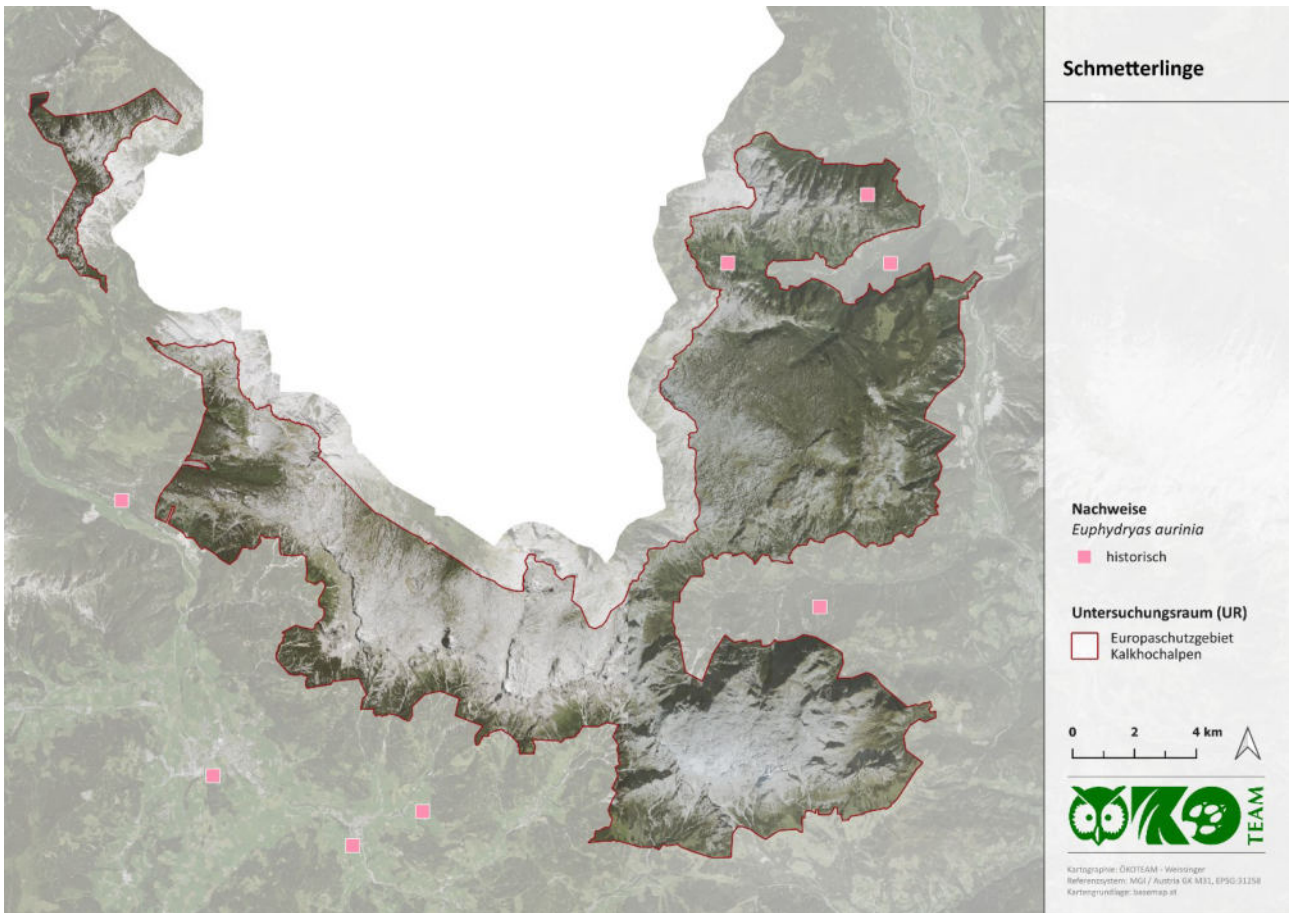 Schmetterlinge
Nachweise
Euphydryas aurinia
historisch
Untersuchungsraum (UR)
Europaschutzgebiet
Kalkhochalpen
0 2 4 km
ÖKO
TEAM
Kartographie: ÖKOTEAM - Weissinger
Referenzsystem: MGI / Austria GK M31, EPSG:31258
Kartengrundlage: basemap.at